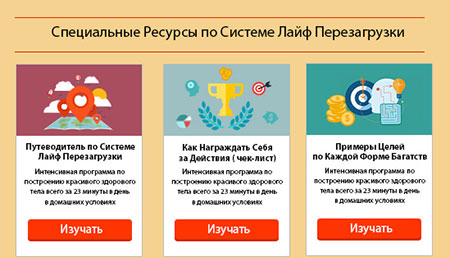 Специальные Ресурсы по Системе Лайф Перезагрузки
Путеводитель по Системе
Лайф Перезагрузки
Интенсивная программа по
построению красивого здорового
тела всего за 23 минуты в день
в домашних условиях
Изучать
Как Награждать Себя
за Действия ( чек-лист)
Интенсивная программа по
построению красивого здорового
тела всего за 23 минуты в день
в домашних условиях
Изучать
Примеры Целей
по Каждой Форме Багатств
Интенсивная программа по
построению красивого здорового
тела всего за 23 минуты в день
в домашних условиях
Изучать